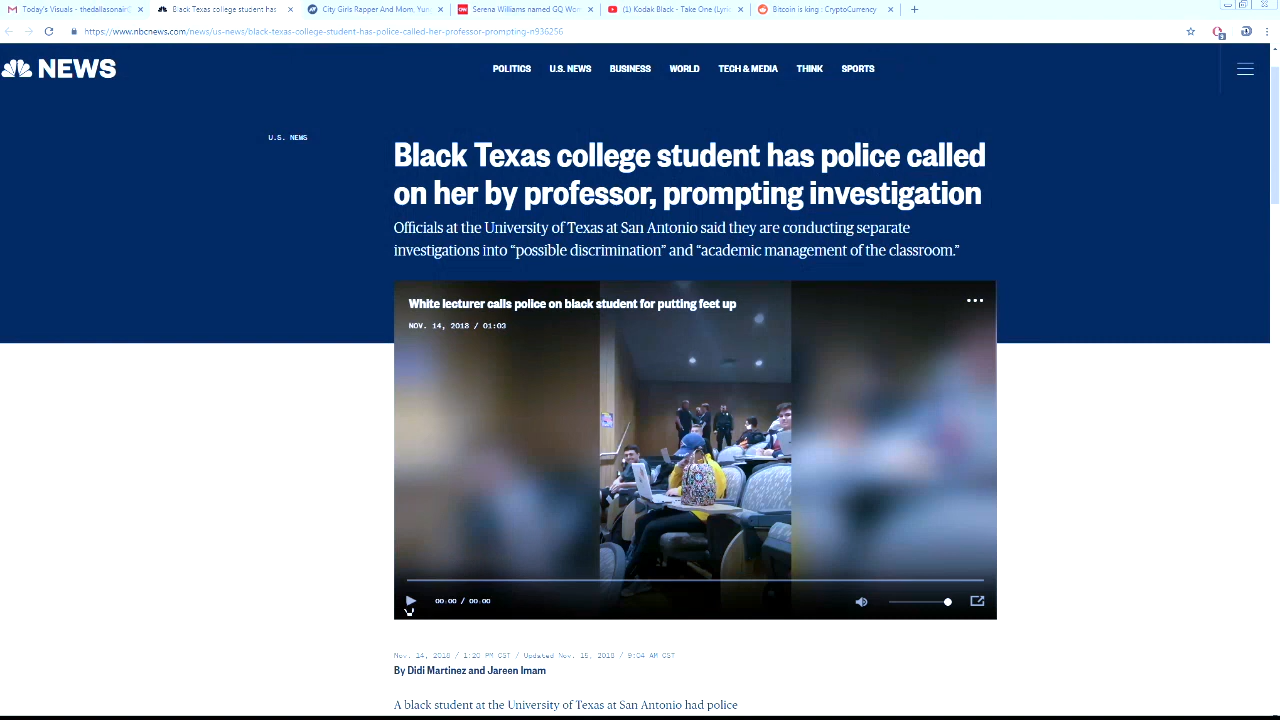 Today's Visuals - thedallasonair@
Black Texas college student has
City Girls Rapper And Mom, Yun
Serena Williams named GQ Wom
(1) Kodak Black - Take One (Lyri
Bitcoin is king : CryptoCurrency
https://www.nbcnews.com/news/us-news/black-texas-college-student-has-police-called-her-professor-prompting-n936256
NEWS
POLITICS
U.S. NEWS
BUSINESS
WORLD
TECH & MEDIA
THINK
SPORTS
U.S. NEWS
Black Texas college student has police called
on her by professor, prompting investigation
Officials at the University of Texas at San Antonio said they are conducting separate
investigations into “possible discrimination” and “academic management of the classroom.”
White lecturer calls police on black student for putting feet up
NOV. 14, 2018 / 01:03
00:00 / 00:00
Nov. 14, 2018 / 1:20 PM CST / Updated Nov. 15, 2018 / 9:04 AM CST
By Didi Martinez and Jareen Imam
A black student at the University of Texas at San Antonio had police